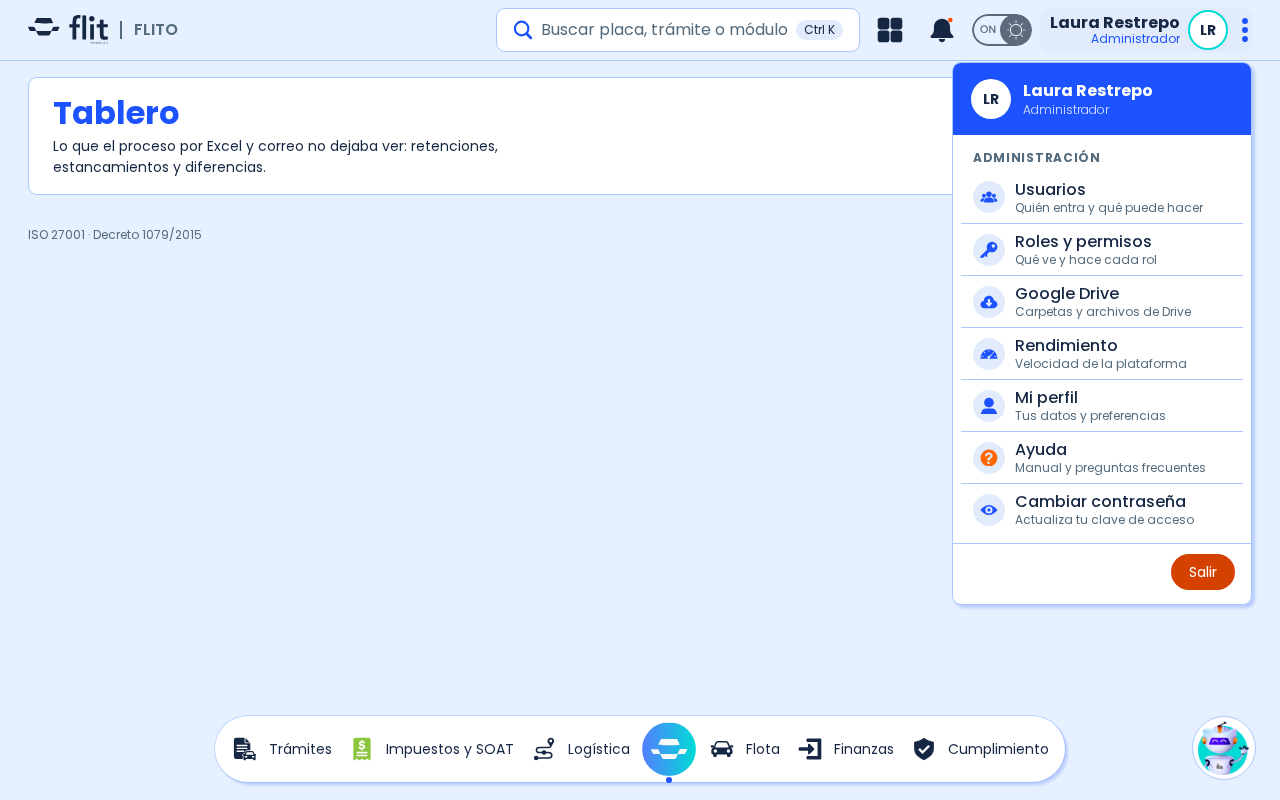 flit
FLITO
Buscar placa, trámite o módulo
Ctrl K
ON
Laura Restrepo
Administrador
LR
Tablero
Lo que el proceso por Excel y correo no dejaba ver: retenciones,
estancamientos y diferencias.
ISO 27001 · Decreto 1079/2015
LR
Laura Restrepo
Administrador
ADMINISTRACIÓN
Usuarios
Quién entra y qué puede hacer
Roles y permisos
Qué ve y hace cada rol
Google Drive
Carpetas y archivos de Drive
Rendimiento
Velocidad de la plataforma
Mi perfil
Tus datos y preferencias
Ayuda
Manual y preguntas frecuentes
Cambiar contraseña
Actualiza tu clave de acceso
Salir
Trámites
Impuestos y SOAT
Logística
Flota
Finanzas
Cumplimiento